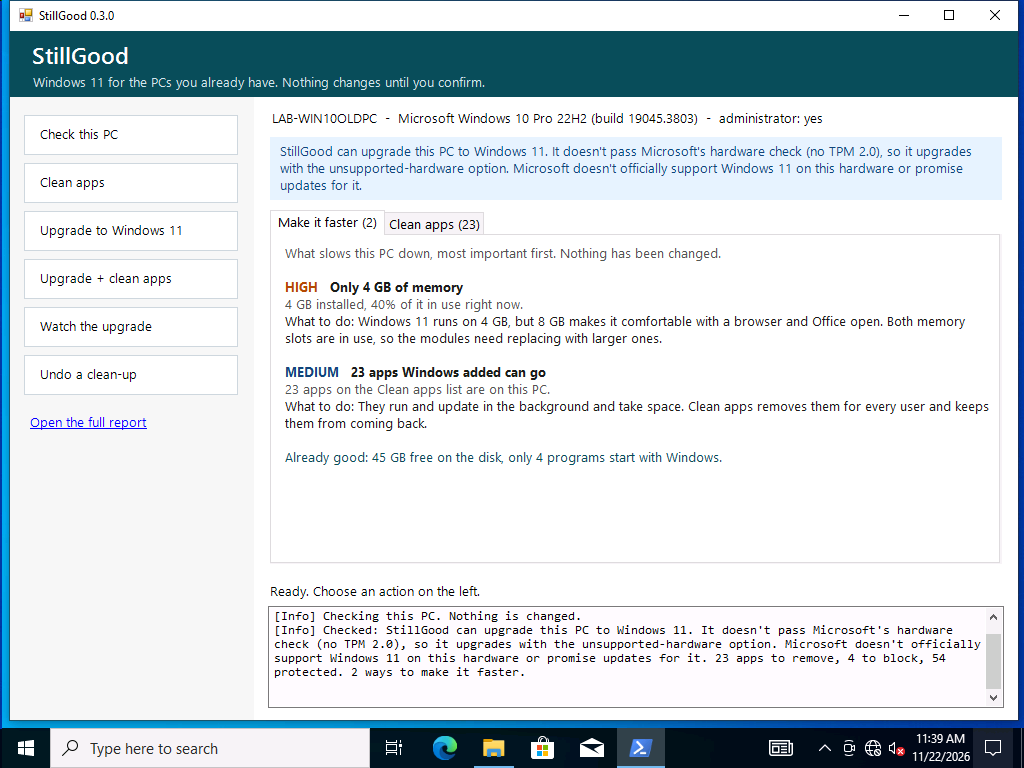 StillGood 0.3.0
StillGood
Windows 11 for the PCs you already have. Nothing changes until you confirm.
Check this PC
Clean apps
Upgrade to Windows 11
Upgrade + clean apps
Watch the upgrade
Undo a clean-up
Open the full report
LAB-WIN10OLDPC - Microsoft Windows 10 Pro 22H2 (build 19045.3803) - administrator: yes
StillGood can upgrade this PC to Windows 11. It doesn't pass Microsoft's hardware check (no TPM 2.0), so it upgrades
with the unsupported-hardware option. Microsoft doesn't officially support Windows 11 on this hardware or promise
updates for it.
Make it faster (2)
Clean apps (23)
What slows this PC down, most important first. Nothing has been changed.
HIGH Only 4 GB of memory
4 GB installed, 40% of it in use right now.
What to do: Windows 11 runs on 4 GB, but 8 GB makes it comfortable with a browser and Office open. Both memory
slots are in use, so the modules need replacing with larger ones.
MEDIUM 23 apps Windows added can go
23 apps on the Clean apps list are on this PC.
What to do: They run and update in the background and take space. Clean apps removes them for every user and keeps
them from coming back.
Already good: 45 GB free on the disk, only 4 programs start with Windows.
Ready. Choose an action on the left.
[Info] Checking this PC. Nothing is changed.
[Info] Checked: StillGood can upgrade this PC to Windows 11. It doesn't pass Microsoft's hardware
check (no TPM 2.0), so it upgrades with the unsupported-hardware option. Microsoft doesn't officially
support Windows 11 on this hardware or promise updates for it. 23 apps to remove, 4 to block, 54
protected. 2 ways to make it faster.
Type here to search
11:39 AM
11/22/2026